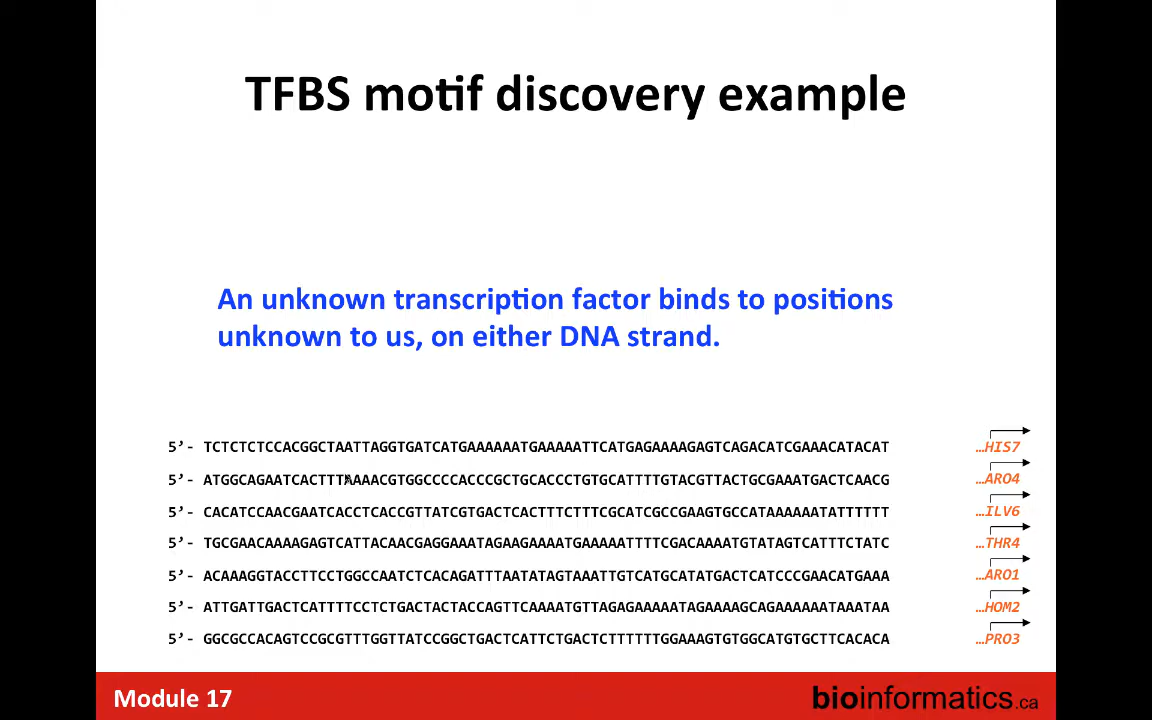 TFBS motif discovery example
An unknown transcription factor binds to positions
unknown to us, on either DNA strand.
5’- TCTCTCTCCACGGCTAATTAGGTGATCATGAAAAAATGAAAAATTCATGAGAAAAGAGTCAGACATCGAAACATACAT …HIS7
5’- ATGGCAGAATCACTTTAAAACGTGGCCCCACCCGCTGCACCCTGTGCATTTTGTACGTTACTGCGAAATGACTCAACG …ARO4
5’- CACATCCAACGAATCACCTCACCGTTATCGTGACTCACTTTCTTTCGCATCGCCGAAGTGCCATAAAAAATATTTTTT …ILV6
5’- TGCGAACAAAAGAGTCATTACAACGAGGAAATAGAAGAAAATGAAAAATTTTCGACAAAATGTATAGTCATTTCTATC …THR4
5’- ACAAAGGTACCTTCCTGGCCAATCTCACAGATTTAATATAGTAAATTGTCATGCATATGACTCATCCCGAACATGAAA …ARO1
5’- ATTGATTGACTCATTTTCCTCTGACTACTACCAGTTCAAAATGTTAGAGAAAAATAGAAAAGCAGAAAAAATAAATAA …HOM2
5’- GGCGCCACAGTCCGCGTTTGGTTATCCGGCTGACTCATTCTGACTCTTTTTTGGAAAGTGTGGCATGTGCTTCACACA …PRO3
Module 17
bioinformatics.ca